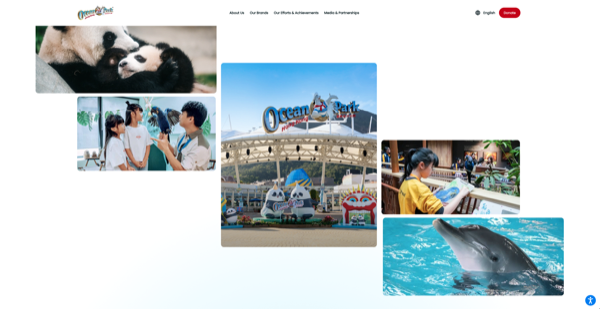 Ocean Park
About Us
Our Brands
Our Efforts & Achievements
Media & Partnerships
English
Donate
Ocean Park